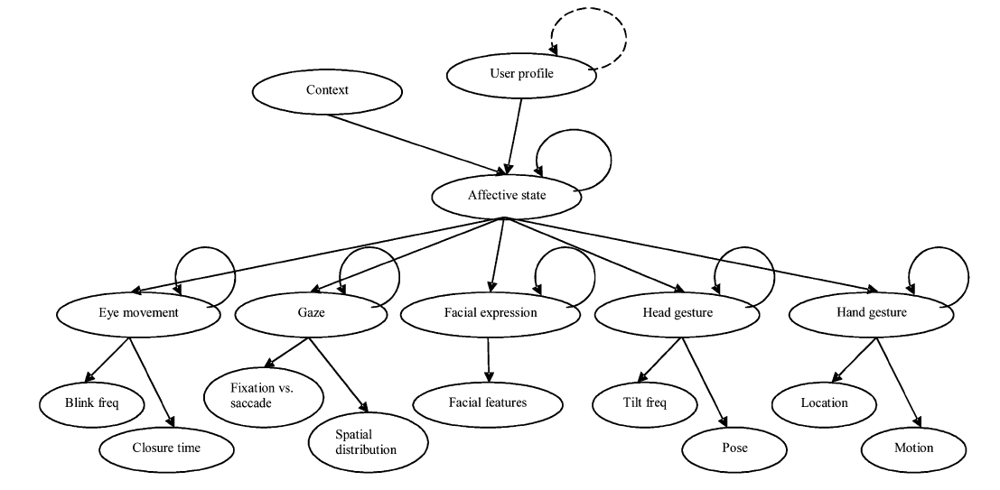 User profile
Context
Affective state
Eye movement
Gaze
Facial expression
Head gesture
Hand gesture
Blink freq
Fixation vs.
saccade
Facial features
Tilt freq
Location
Closure time
Spatial
distribution
Pose
Motion